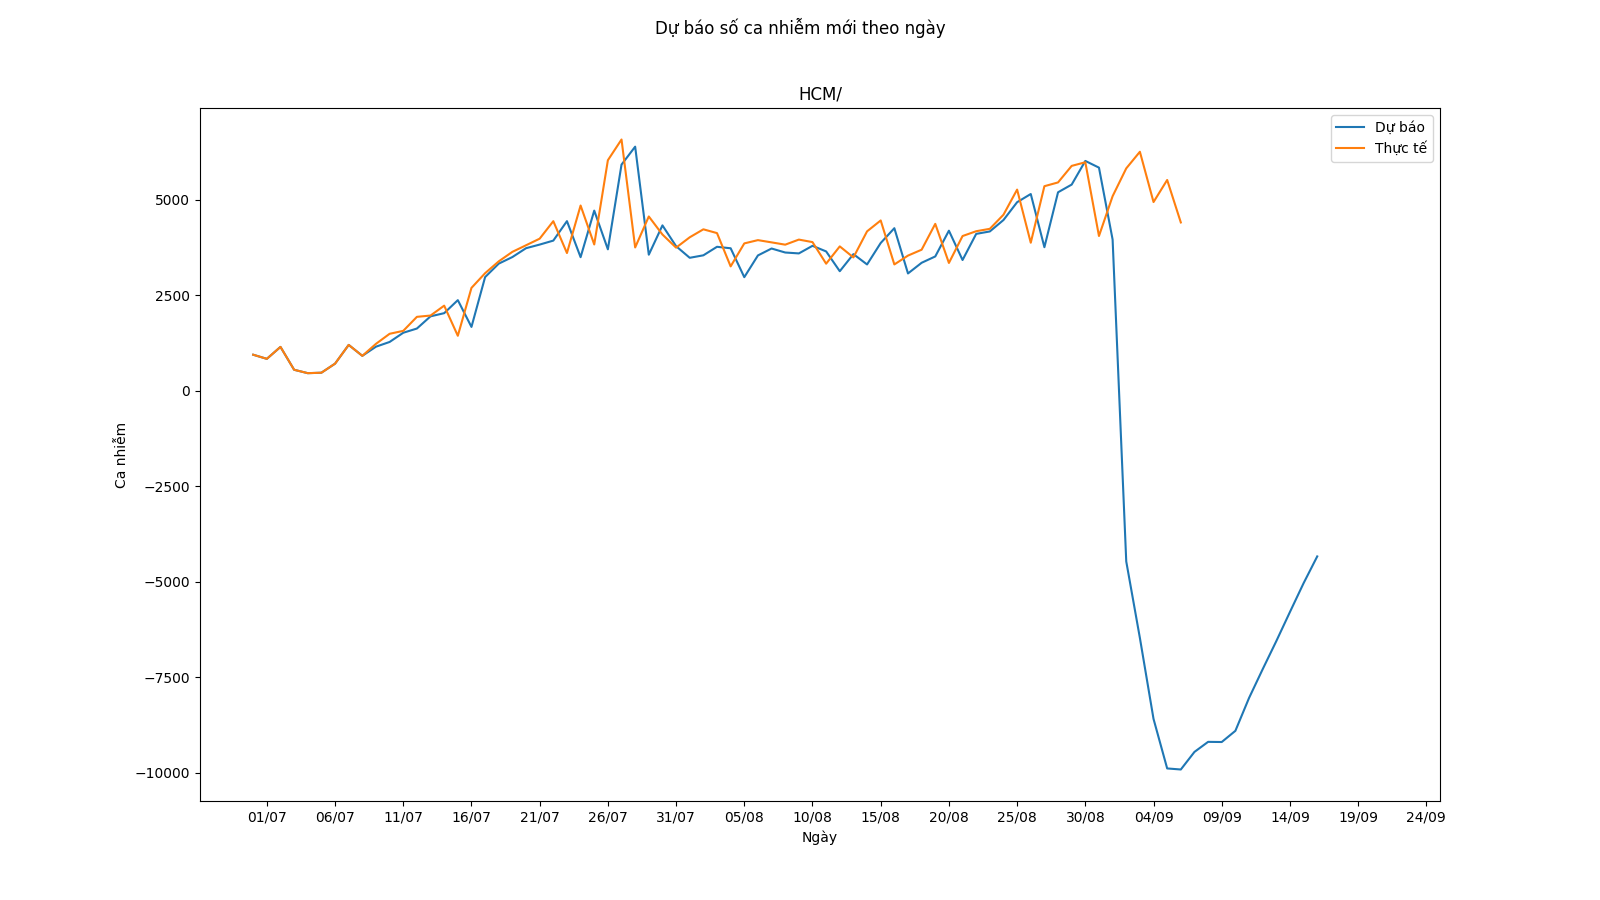 Dự báo số ca nhiễm mới theo ngày
HCM/
Dự báo
Thực tế
5000
2500
0
−2500
−5000
−7500
−10000
Ca nhiễm
01/07 06/07 11/07 16/07 21/07 26/07 31/07 05/08 10/08 15/08 20/08 25/08 30/08 04/09 09/09 14/09 19/09 24/09
Ngày